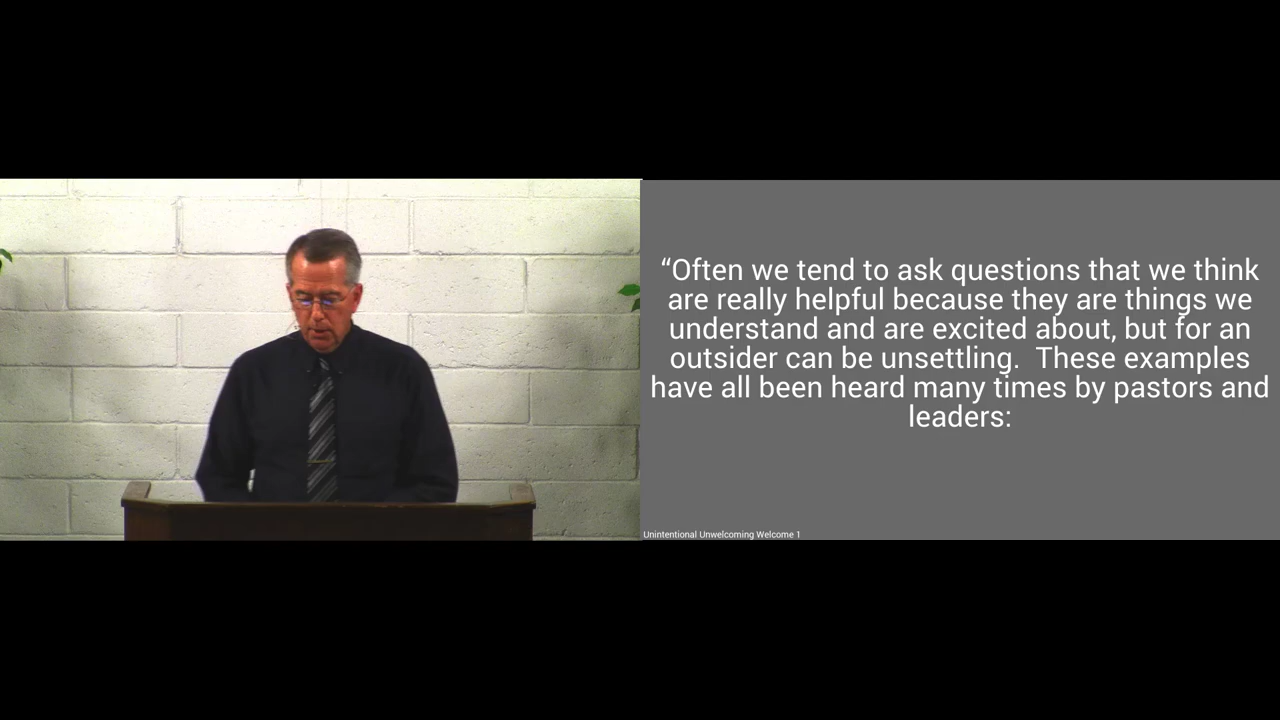 “Often we tend to ask questions that we think
are really helpful because they are things we
understand and are excited about, but for an
outsider can be unsettling.  These examples
have all been heard many times by pastors and
leaders:
Unintentional Unwelcoming Welcome 1